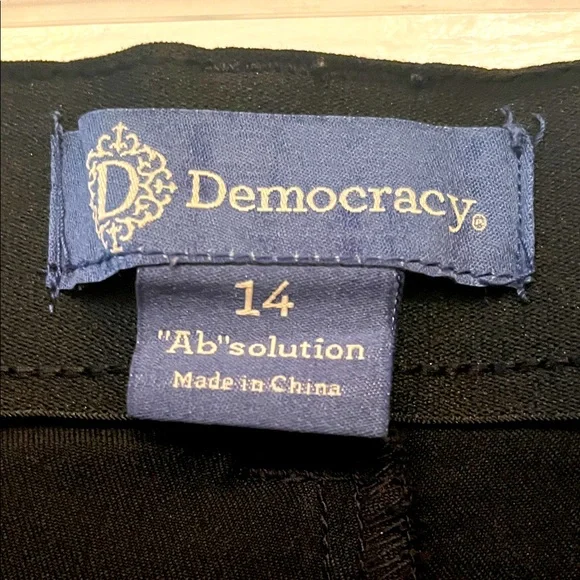 D Democracy®
14
"Ab"solution
Made in China